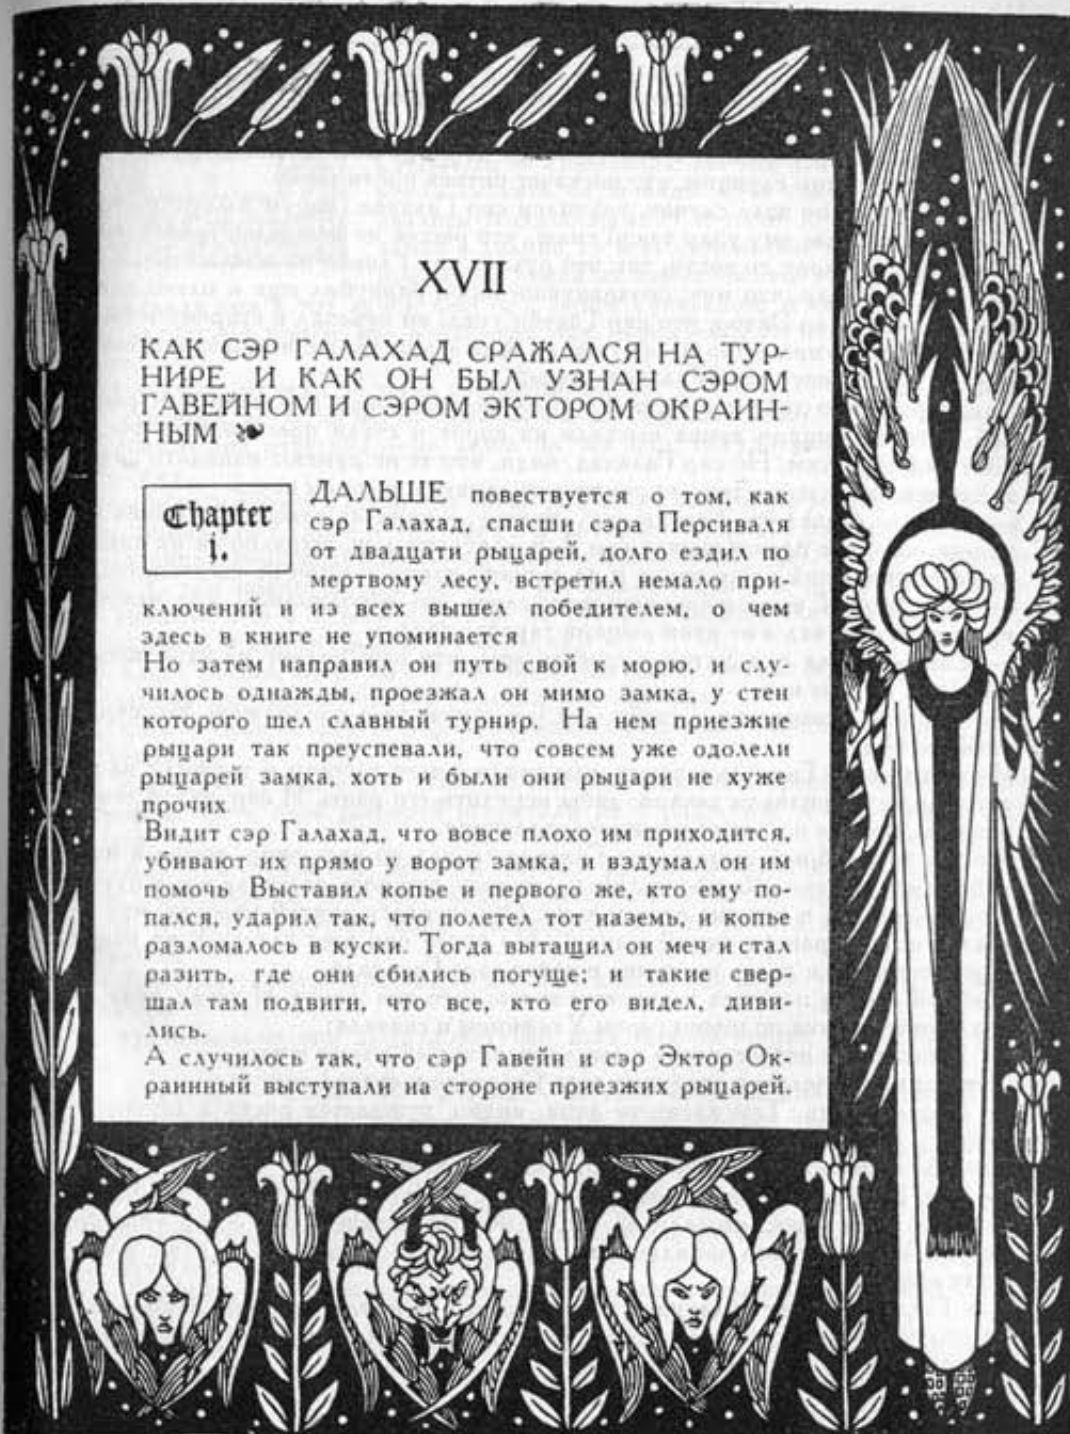 XVII
КАК СЭР ГАЛАХАД СРАЖАЛСЯ НА ТУР-
НИРЕ И КАК ОН БЫЛ УЗНАН СЭРОМ
ГАВЕЙНОМ И СЭРОМ ЭКТОРОМ ОКРАИН-
НЫМ
Chapter
j.
ДАЛЬШЕ повествуется о том, как
сэр Галахад, спасши сэра Персиваля
от двадцати рыцарей, долго ездил по
мертвому лесу, встретил немало при-
ключений и из всех вышел победителем, о чем
здесь в книге не упоминается
Но затем направил он путь свой к морю, и слу-
чилось однажды, проезжал он мимо замка, у стен
которого шел славный турнир. На нем приезжие
рыцари так преуспевали, что совсем уже одолели
рыцарей замка, хоть и были они рыцари не хуже
прочих
Видит сэр Галахад, что вовсе плохо им приходится,
убивают их прямо у ворот замка, и вздумал он им
помочь Выставил копье и первого же, кто ему по-
пался, ударил так, что полетел тот наземь, и копье
разломалось в куски. Тогда вытащил он меч и стал
разить, где они сбились погуще; и такие свер-
шал там подвиги, что все, кто его видел, диви-
лись.
А случилось так, что сэр Гавейн и сэр Эктор Ок-
раинный выступали на стороне приезжих рыцарей.